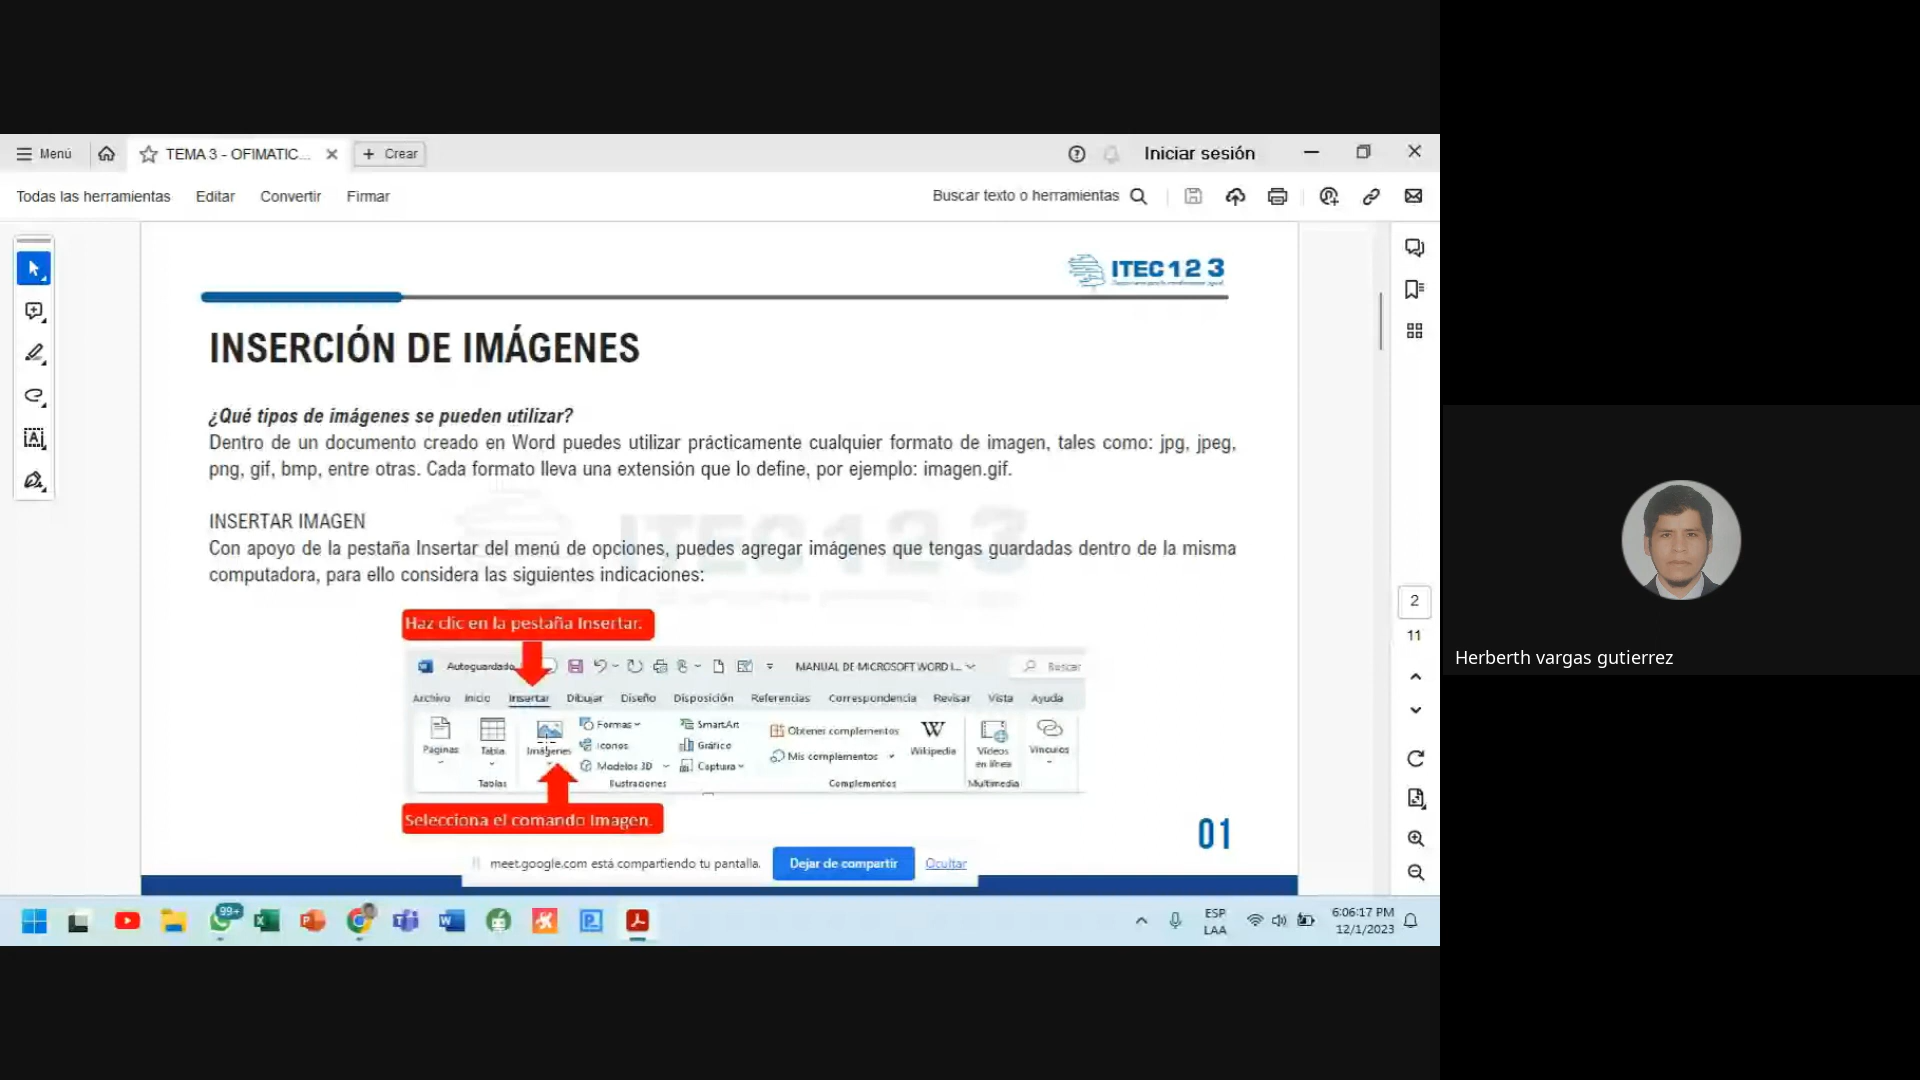 Menú
TEMA 3 - OFIMATIC...
Crear
Iniciar sesión
Todas las herramientas
Editar
Convertir
Firmar
Buscar texto o herramientas
ITEC 1 2 3
INSERCIÓN DE IMÁGENES
¿Qué tipos de imágenes se pueden utilizar?
Dentro de un documento creado en Word puedes utilizar prácticamente cualquier formato de imagen, tales como: jpg, jpeg,
png, gif, bmp, entre otras. Cada formato lleva una extensión que lo define, por ejemplo: imagen.gif.
ITEC 1 2 3
INSERTAR IMAGEN
Con apoyo de la pestaña Insertar del menú de opciones, puedes agregar imágenes que tengas guardadas dentro de la misma
computadora, para ello considera las siguientes indicaciones:
Haz clic en la pestaña Insertar.
Autoguardado
MANUAL DE MICROSOFT WORD I...
Buscar
Archivo Inicio Insertar Dibujar Diseño Disposición Referencias Correspondencia Revisar Vista Ayuda
Páginas
Tabla
Imágenes
Formas
Iconos
Modelos 3D
SmartArt
Gráfico
Captura
Obtener complementos
Mis complementos
Wikipedia
Vídeos
en línea
Vínculos
Tablas
Ilustraciones
Complementos
Multimedia
Selecciona el comando Imagen.
01
2
11
meet.google.com está compartiendo tu pantalla.
Dejar de compartir
Ocultar
99+
ESP
LAA
6:06:17 PM
12/1/2023
Herberth vargas gutierrez